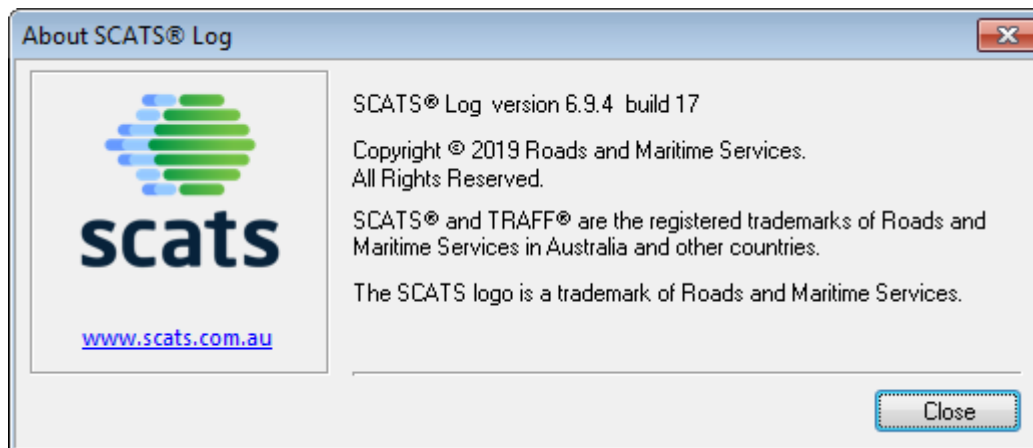 About SCATS® Log
scats
www.scats.com.au
SCATS® Log version 6.9.4 build 17
Copyright © 2019 Roads and Maritime Services.
All Rights Reserved.
SCATS® and TRAFF® are the registered trademarks of Roads and
Maritime Services in Australia and other countries.
The SCATS logo is a trademark of Roads and Maritime Services.
Close